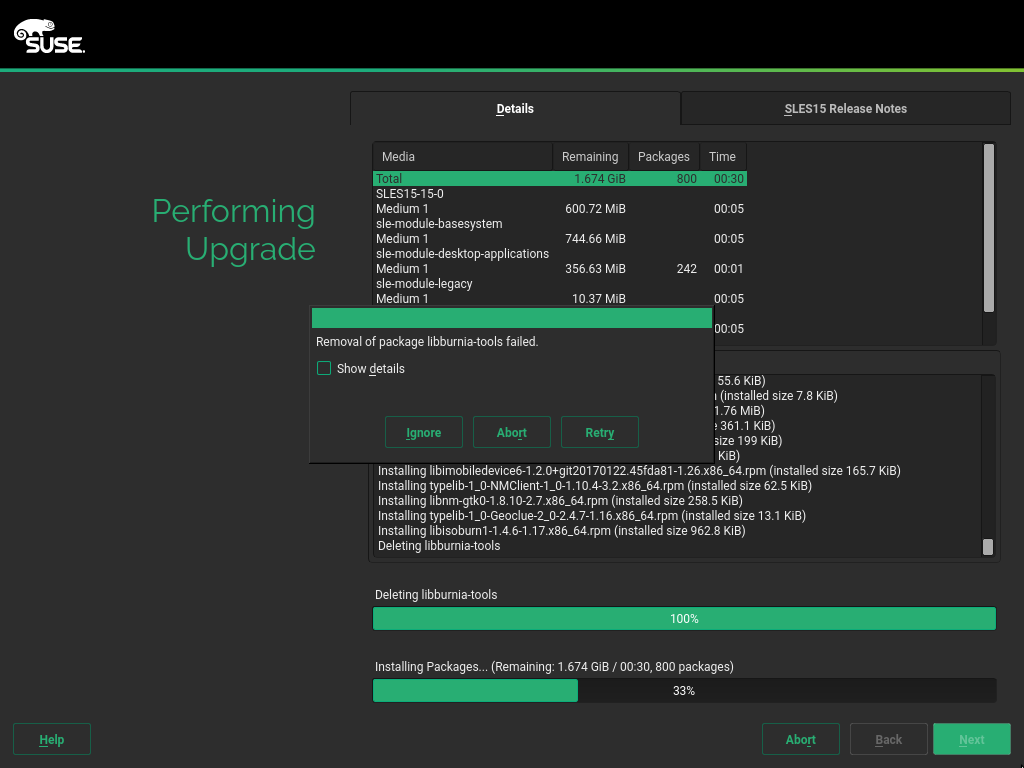 SUSE.
Details
SLES15 Release Notes
Performing
Upgrade
Media Remaining Packages Time
Total 1.674 GiB 800 00:30
SLES15-15-0
Medium 1 600.72 MiB 00:05
sle-module-basesystem
Medium 1 744.66 MiB 00:05
sle-module-desktop-applications
Medium 1 356.63 MiB 242 00:01
sle-module-legacy
Medium 1 10.37 MiB 00:05
00:05
Removal of package libburnia-tools failed.
Show details
Ignore Abort Retry
55.6 KiB)
(installed size 7.8 KiB)
1.76 MiB)
361.1 KiB)
size 199 KiB)
KiB)
Installing libimobiledevice6-1.2.0+git20170122.45fda81-1.26.x86_64.rpm (installed size 165.7 KiB)
Installing typelib-1_0-NMClient-1_0-1.10.4-3.2.x86_64.rpm (installed size 62.5 KiB)
Installing libnm-gtk0-1.8.10-2.7.x86_64.rpm (installed size 258.5 KiB)
Installing typelib-1_0-Geoclue-2_0-2.4.7-1.16.x86_64.rpm (installed size 13.1 KiB)
Installing libisoburn1-1.4.6-1.17.x86_64.rpm (installed size 962.8 KiB)
Deleting libburnia-tools
Deleting libburnia-tools
100%
Installing Packages... (Remaining: 1.674 GiB / 00:30, 800 packages)
33%
Help Abort Back Next